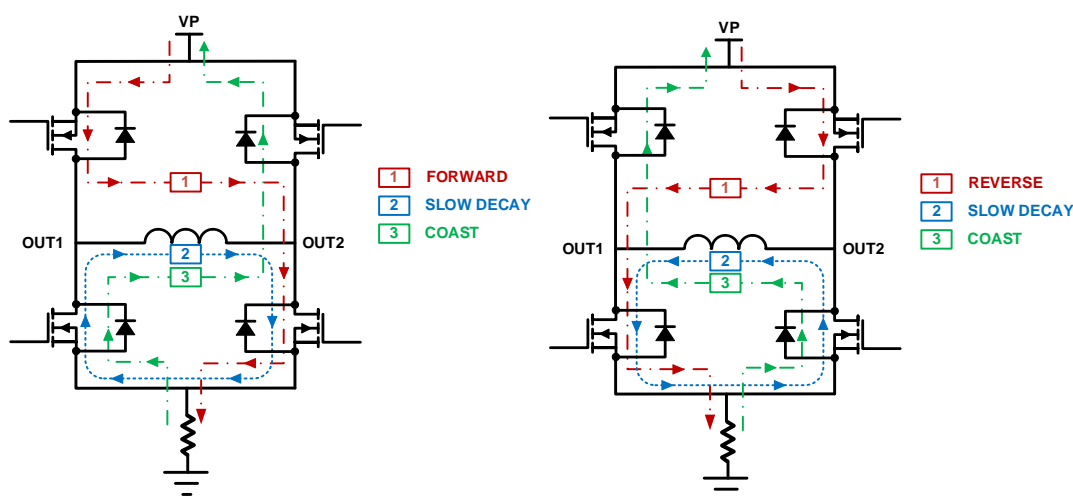 VP
1
1 FORWARD
2 SLOW DECAY
3 COAST
OUT1
OUT2
2
3
VP
1
1 REVERSE
2 SLOW DECAY
3 COAST
OUT1
OUT2
2
3